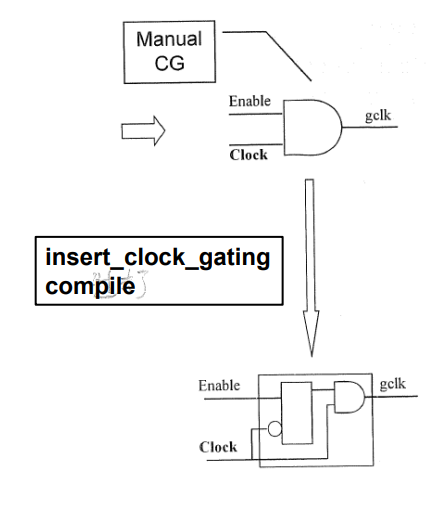 Manual
CG
Enable
gclk
Clock
insert_clock_gating
compile
Enable
gclk
Clock